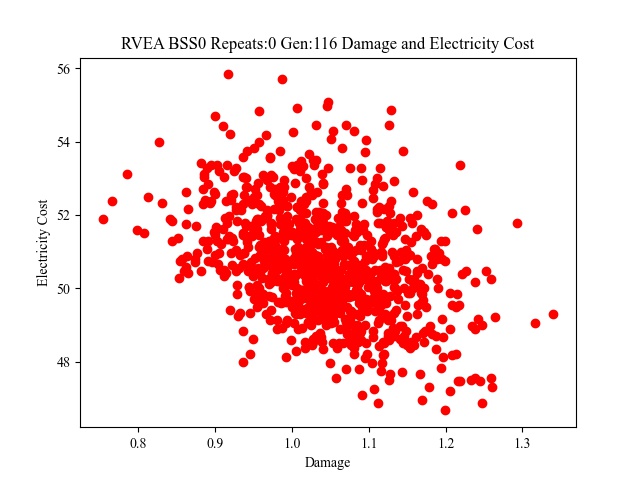 RVEA BSS0 Repeats:0 Gen:116 Damage and Electricity Cost
56
54
52
50
48
Electricity Cost
0.8 0.9 1.0 1.1 1.2 1.3
Damage